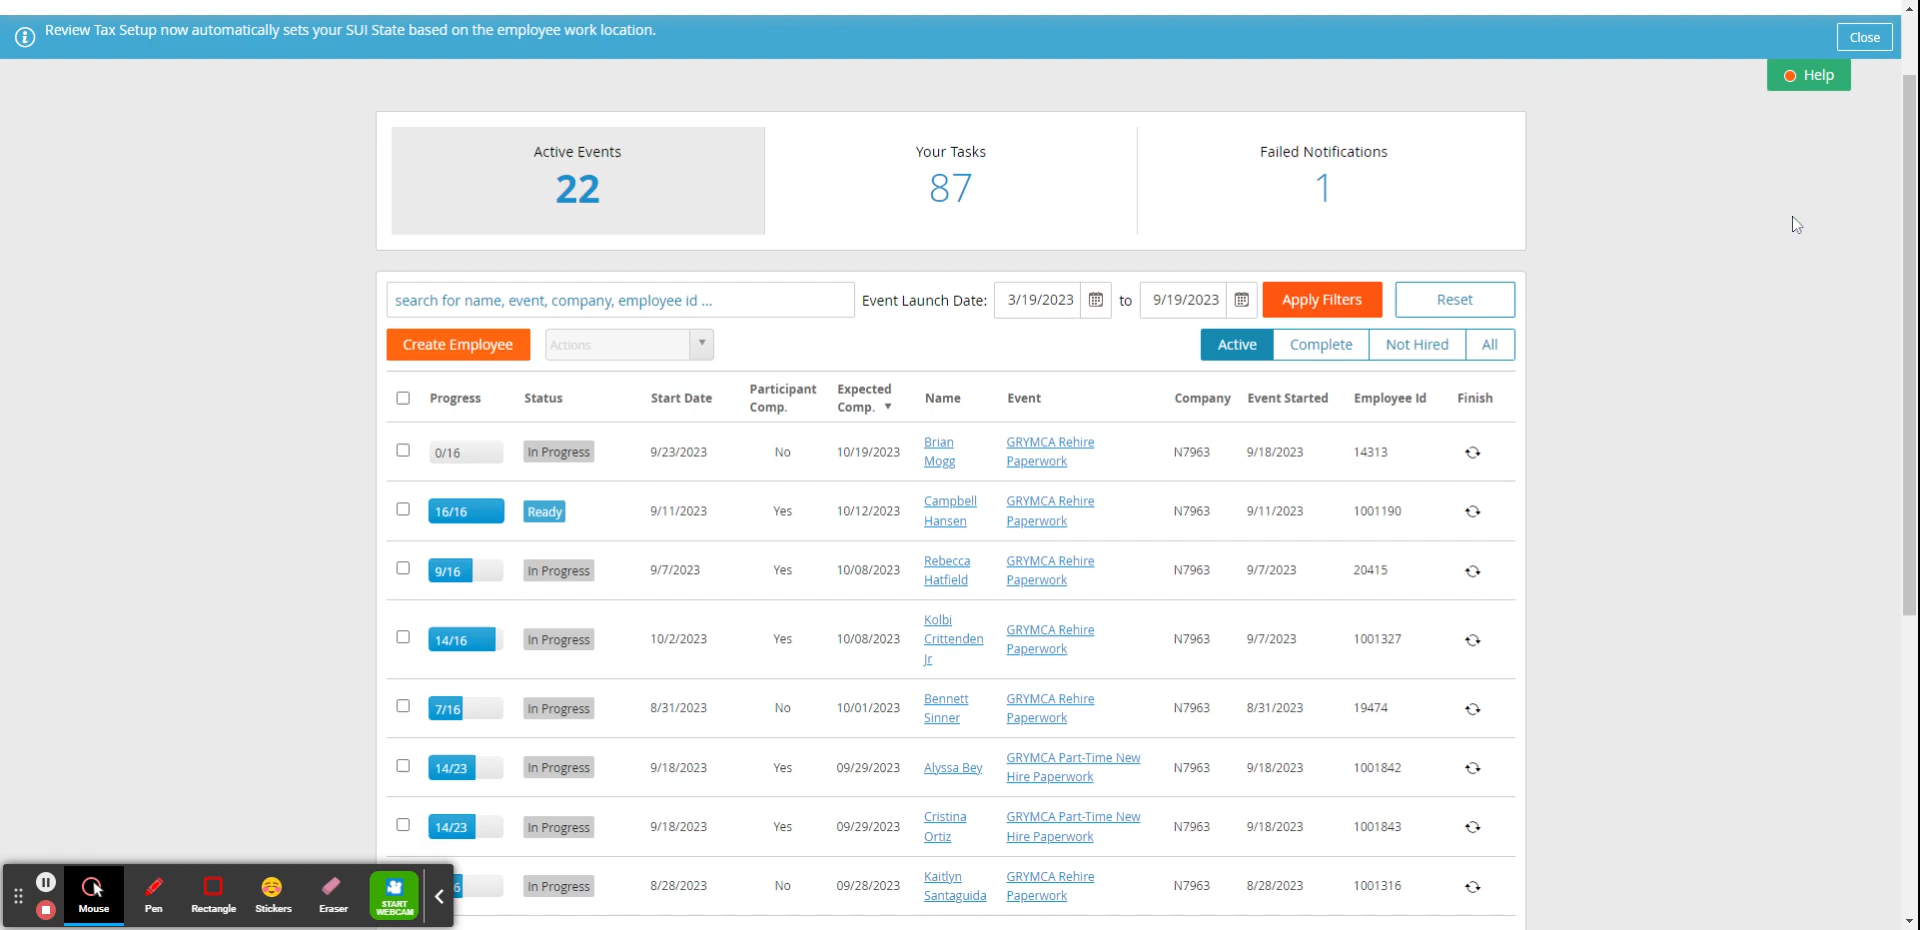 Review Tax Setup now automatically sets your SUI State based on the employee work location.
Close
Help
Active Events
22
Your Tasks
87
Failed Notifications
1
search for name, event, company, employee id ...
Event Launch Date:
3/19/2023
to
9/19/2023
Apply Filters
Reset
Create Employee
Actions
Active
Complete
Not Hired
All
Progress Status Start Date Participant Comp. Expected Comp. Name Event Company Event Started Employee Id Finish
0/16 In Progress 9/23/2023 No 10/19/2023 Brian Mogg GRYMCA Rehire Paperwork N7963 9/18/2023 14313
16/16 Ready 9/11/2023 Yes 10/12/2023 Campbell Hansen GRYMCA Rehire Paperwork N7963 9/11/2023 1001190
9/16 In Progress 9/7/2023 Yes 10/08/2023 Rebecca Hatfield GRYMCA Rehire Paperwork N7963 9/7/2023 20415
14/16 In Progress 10/2/2023 Yes 10/08/2023 Kolbi Crittenden Jr GRYMCA Rehire Paperwork N7963 9/7/2023 1001327
7/16 In Progress 8/31/2023 No 10/01/2023 Bennett Sinner GRYMCA Rehire Paperwork N7963 8/31/2023 19474
14/23 In Progress 9/18/2023 Yes 09/29/2023 Alyssa Bey GRYMCA Part-Time New Hire Paperwork N7963 9/18/2023 1001842
14/23 In Progress 9/18/2023 Yes 09/29/2023 Cristina Ortiz GRYMCA Part-Time New Hire Paperwork N7963 9/18/2023 1001843
6 In Progress 8/28/2023 No 09/28/2023 Kaitlyn Santaguida GRYMCA Rehire Paperwork N7963 8/28/2023 1001316
Mouse
Pen
Rectangle
Stickers
Eraser
START WEBCAM